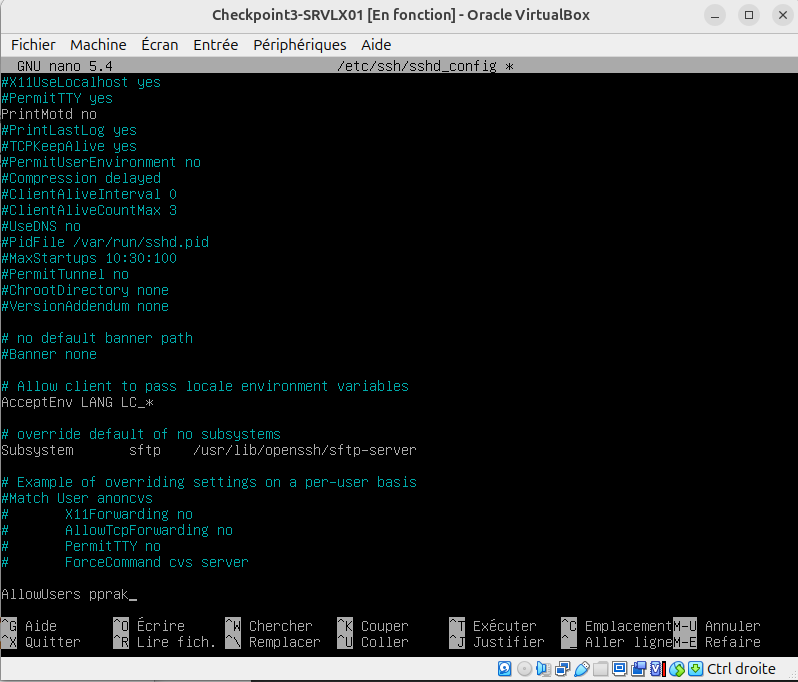 Checkpoint3-SRVLX01 [En fonction] - Oracle VirtualBox
Fichier Machine Écran Entrée Périphériques Aide
GNU nano 5.4 /etc/ssh/sshd_config *
#X11UseLocalhost yes
#PermitTTY yes
PrintMotd no
#PrintLastLog yes
#TCPKeepAlive yes
#PermitUserEnvironment no
#Compression delayed
#ClientAliveInterval 0
#ClientAliveCountMax 3
#UseDNS no
#PidFile /var/run/sshd.pid
#MaxStartups 10:30:100
#PermitTunnel no
#ChrootDirectory none
#VersionAddendum none
# no default banner path
#Banner none
# Allow client to pass locale environment variables
AcceptEnv LANG LC_*
# override default of no subsystems
Subsystem sftp /usr/lib/openssh/sftp-server
# Example of overriding settings on a per-user basis
#Match User anoncvs
# X11Forwarding no
# AllowTcpForwarding no
# PermitTTY no
# ForceCommand cvs server
AllowUsers pprak_
^G Aide ^O Écrire ^W Chercher ^K Couper ^T Exécuter ^C Emplacement M-U Annuler
^X Quitter ^R Lire fich. ^\ Remplacer ^U Coller ^J Justifier ^_ Aller ligne M-E Refaire
Ctrl droite